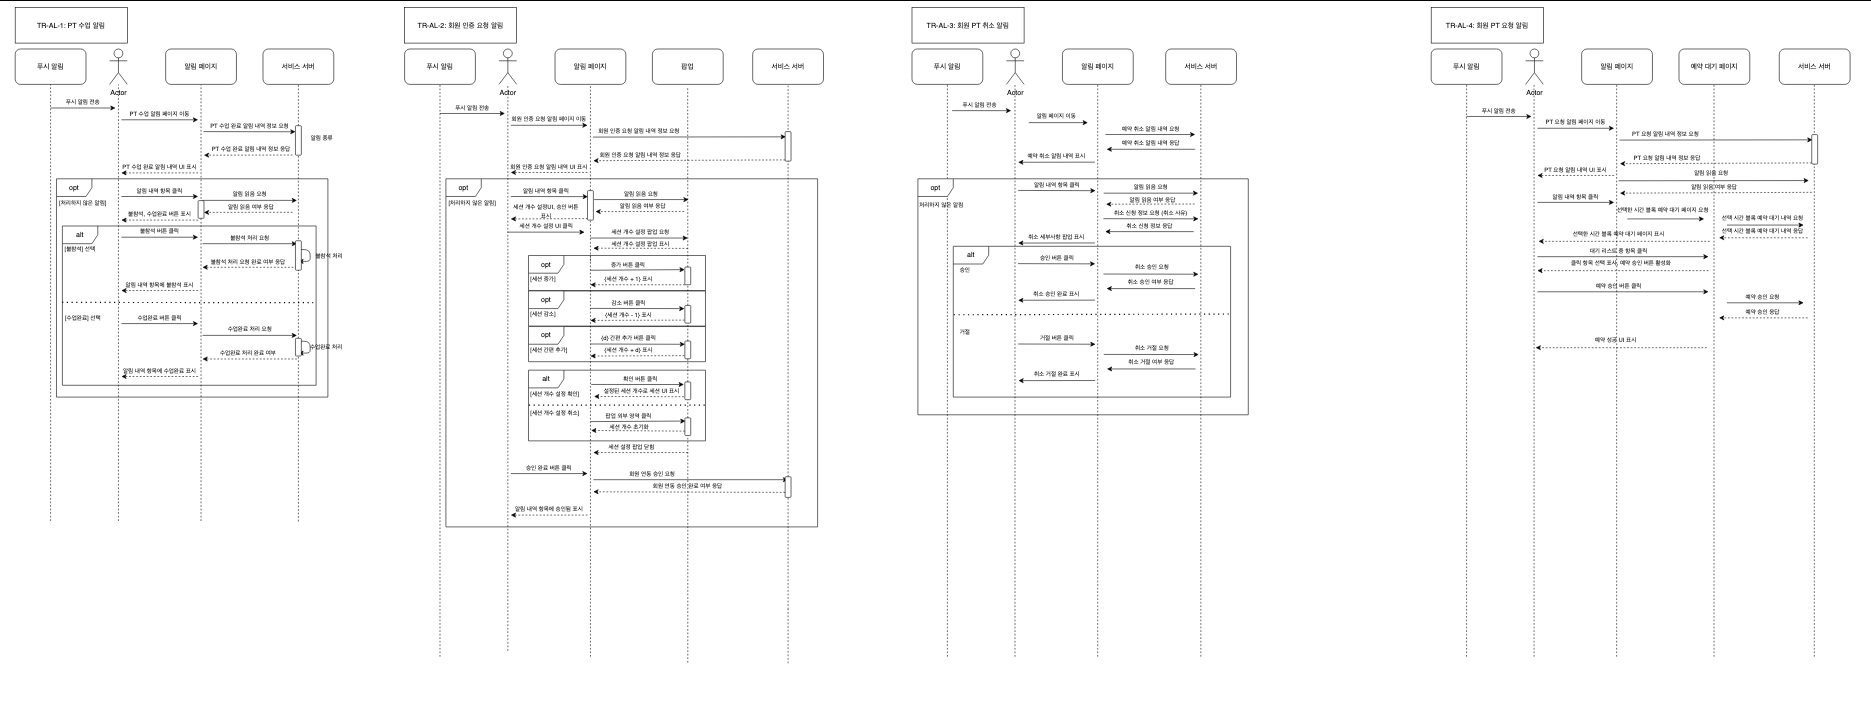 TR-AL-1: PT 수업 알림
푸시 알림
Actor
알림 페이지
서비스 서버
푸시 알림 전송
PT 수업 알림 페이지 이동
PT 수업 완료 알림 내역 정보 요청
알림 종류
PT 수업 완료 알림 내역 정보 응답
PT 수업 완료 알림 내역 UI 표시
opt
[처리하지 않은 알림]
알림 내역 항목 클릭
알림 읽음 요청
알림 읽음 여부 응답
불참석, 수업완료 버튼 표시
alt
[불참석] 선택
불참석 버튼 클릭
불참석 처리 요청
불참석 처리
불참석 처리 요청 완료 여부 응답
알림 내역 항목에 불참석 표시
[수업완료] 선택
수업완료 버튼 클릭
수업완료 처리 요청
수업완료 처리
수업완료 처리 완료 여부
알림 내역 항목에 수업완료 표시
TR-AL-2: 회원 인증 요청 알림
푸시 알림
Actor
알림 페이지
팝업
서비스 서버
푸시 알림 전송
회원 인증 요청 알림 페이지 이동
회원 인증 요청 알림 내역 정보 요청
회원 인증 요청 알림 내역 정보 응답
회원 인증 요청 알림 내역 UI 표시
opt
[처리하지 않은 알림]
알림 내역 항목 클릭
알림 읽음 요청
알림 읽음 여부 응답
세션 개수 설정UI, 승인 버튼
표시
세션 개수 설정 UI 클릭
세션 개수 설정 팝업 요청
세션 개수 설정 팝업 표시
opt
[세션 증가]
증가 버튼 클릭
(세션 개수 + 1) 표시
opt
[세션 감소]
감소 버튼 클릭
(세션 개수 - 1) 표시
opt
[세션 간편 추가]
(d) 간편 추가 버튼 클릭
(세션 개수 + d) 표시
alt
[세션 개수 설정 확인]
확인 버튼 클릭
설정된 세션 개수로 세션 UI 표시
[세션 개수 설정 취소]
팝업 외부 영역 클릭
세션 개수 초기화
세션 설정 팝업 닫힘
승인 완료 버튼 클릭
회원 연동 승인 요청
회원 연동 승인 완료 여부 응답
알림 내역 항목에 승인됨 표시
TR-AL-3: 회원 PT 취소 알림
푸시 알림
Actor
알림 페이지
서비스 서버
푸시 알림 전송
알림 페이지 이동
예약 취소 알림 내역 요청
예약 취소 알림 내역 응답
예약 취소 알림 내역 표시
opt
처리하지 않은 알림
알림 내역 항목 클릭
알림 읽음 요청
알림 읽음 여부 응답
취소 신청 정보 요청 (취소 사유)
취소 신청 정보 응답
취소 세부사항 팝업 표시
alt
승인
승인 버튼 클릭
취소 승인 요청
취소 승인 여부 응답
취소 승인 완료 표시
거절
거절 버튼 클릭
취소 거절 요청
취소 거절 여부 응답
취소 거절 완료 표시
TR-AL-4: 회원 PT 요청 알림
푸시 알림
Actor
알림 페이지
예약 대기 페이지
서비스 서버
푸시 알림 전송
PT 요청 알림 페이지 이동
PT 요청 알림 내역 정보 요청
PT 요청 알림 내역 정보 응답
PT 요청 알림 내역 UI 표시
알림 읽음 요청
알림 읽음 여부 응답
알림 내역 항목 클릭
선택한 시간 블록 예약 대기 페이지 요청
선택 시간 블록 예약 대기 내역 요청
선택 시간 블록 예약 대기 내역 응답
선택한 시간 블록 예약 대기 페이지 표시
대기 리스트 중 항목 클릭
클릭 항목 선택 표시, 예약 승인 버튼 활성화
예약 승인 버튼 클릭
예약 승인 요청
예약 승인 응답
예약 성공 UI 표시